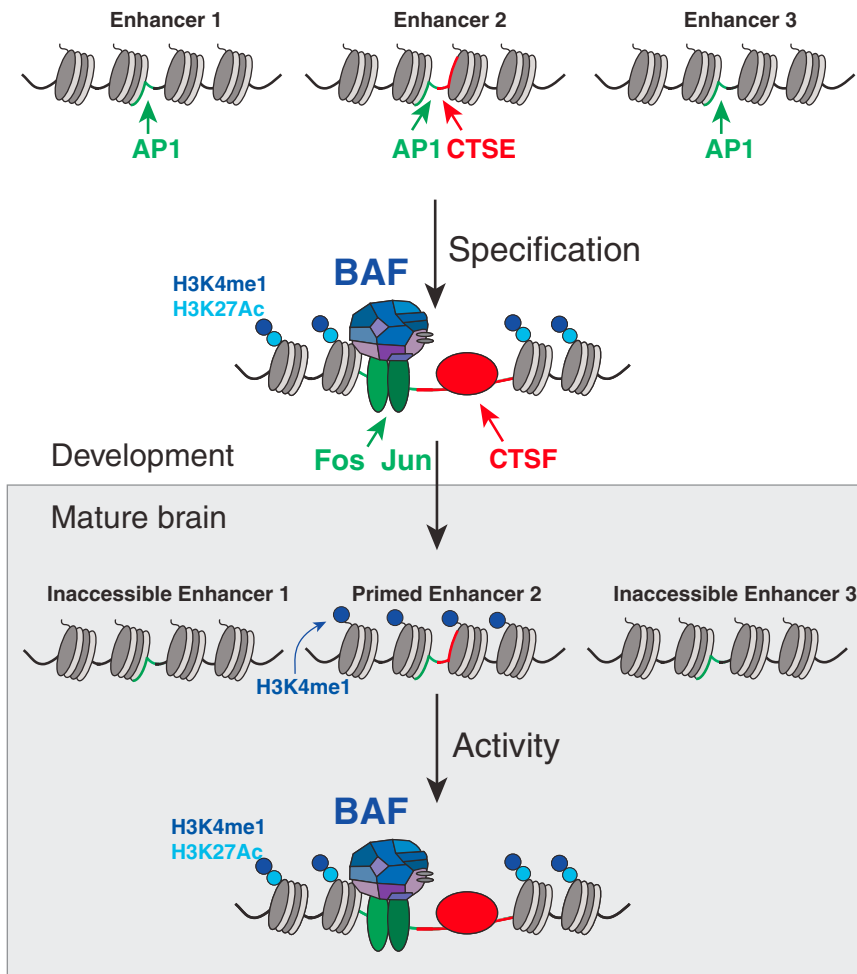 Enhancer 1
Enhancer 2
Enhancer 3
AP1
AP1 CTSE
AP1
Specification
BAF
H3K4me1
H3K27Ac
Fos Jun
CTSF
Development
Mature brain
Inaccessible Enhancer 1
Primed Enhancer 2
Inaccessible Enhancer 3
H3K4me1
Activity
BAF
H3K4me1
H3K27Ac